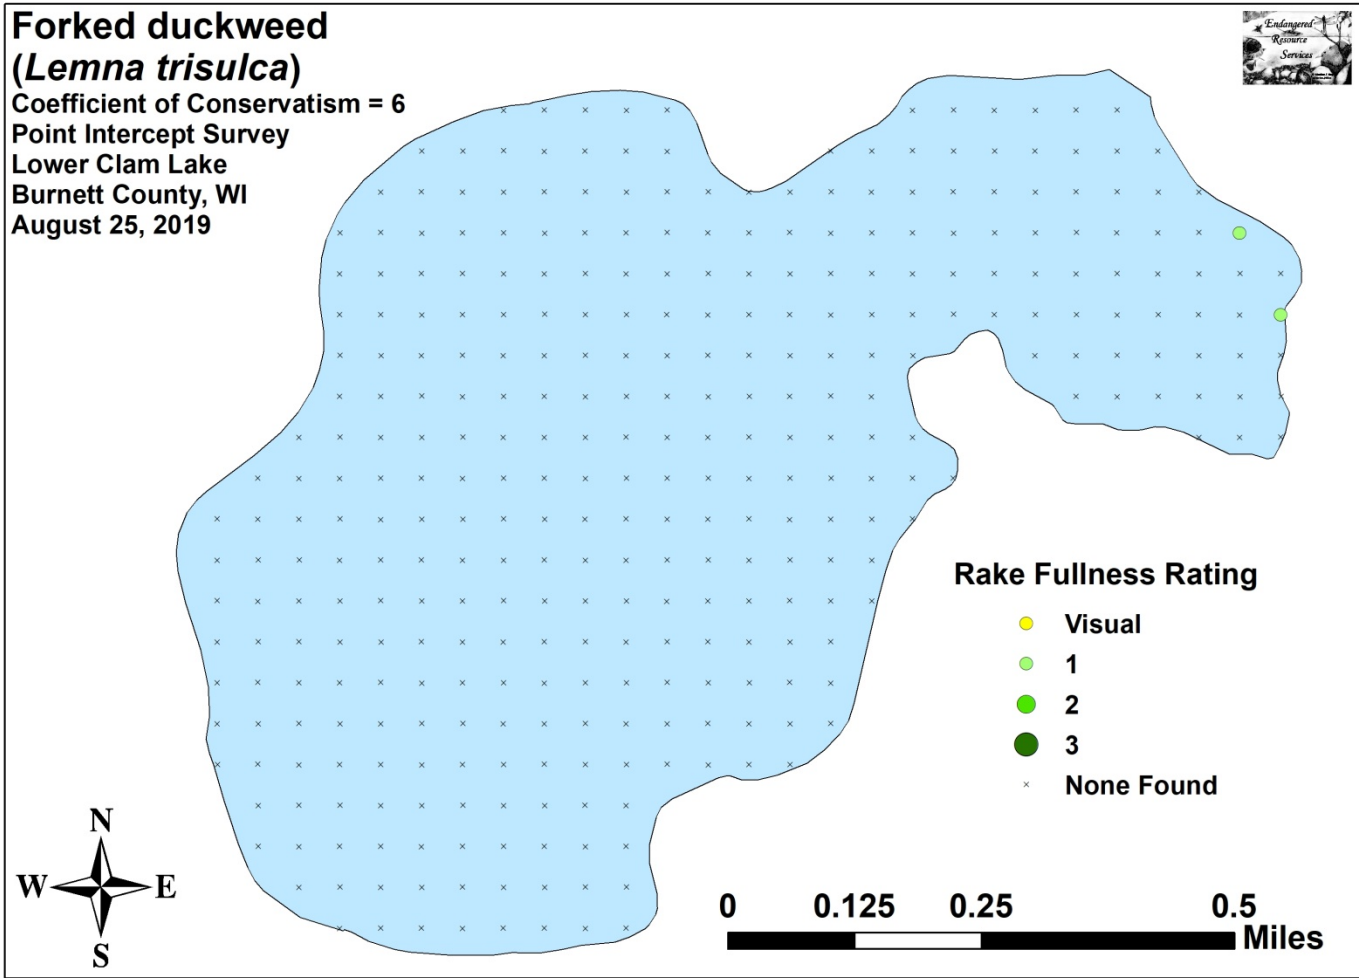 Forked duckweed
(Lemna trisulca)
Coefficient of Conservatism = 6
Point Intercept Survey
Lower Clam Lake
Burnett County, WI
August 25, 2019
Endangered
Resource
Services
Rake Fullness Rating
Visual
1
2
3
None Found
N
W E
S
0 0.125 0.25 0.5
Miles